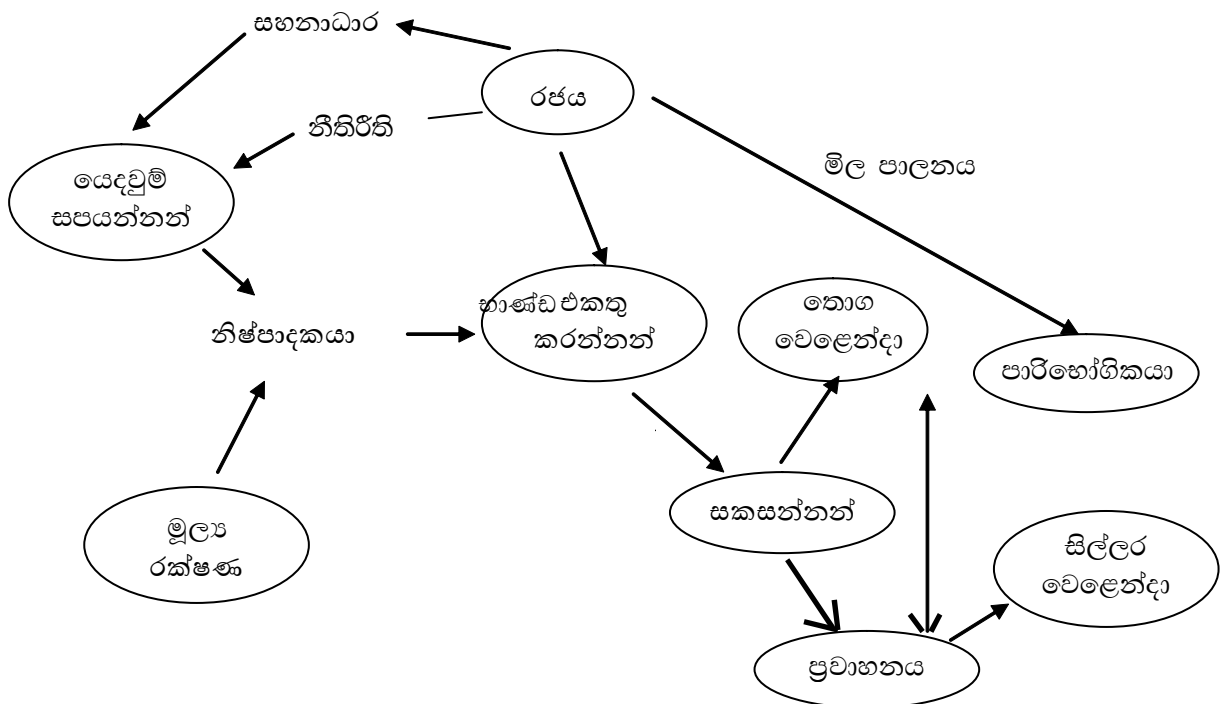 සහනාධාර
රජය
නීතිරීති
මිල පාලනය
යෙදවුම්
සපයන්නන්
භාණ්ඩ එකතු
කරන්නන්
තොග
වෙළෙන්දා
නිෂ්පාදකයා
පාරිභෝගිකයා
සකසන්නන්
මූල්‍ය
රක්ෂණ
සිල්ලර
වෙළෙන්දා
ප්‍රවාහනය